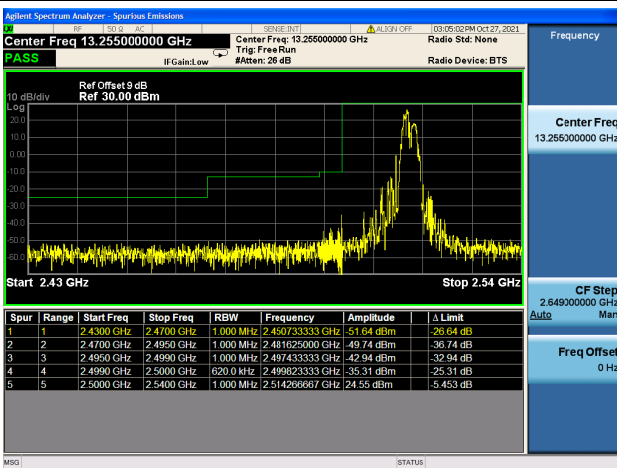 Agilent Spectrum Analyzer - Spurious Emissions
RF 50 Ω AC SENSE:INT ALIGN OFF 03:05:02 PM Oct 27, 2021
Center Freq 13.255000000 GHz
Center Freq: 13.255000000 GHz
Radio Std: None
Trig: Free Run
PASS
IFGain:Low
#Atten: 26 dB
Radio Device: BTS
Ref Offset 9 dB
10 dB/div Ref 30.00 dBm
Log
20.0
10.0
0.00
-10.0
-20.0
-30.0
-40.0
-50.0
-60.0
Start 2.43 GHz Stop 2.54 GHz
Spur Range Start Freq Stop Freq RBW Frequency Amplitude Δ Limit
1 1 2.4300 GHz 2.4700 GHz 1.000 MHz 2.450733333 GHz -51.64 dBm -26.64 dB
2 2 2.4700 GHz 2.4950 GHz 1.000 MHz 2.481625000 GHz -49.74 dBm -36.74 dB
3 3 2.4950 GHz 2.4990 GHz 1.000 MHz 2.497433333 GHz -42.94 dBm -32.94 dB
4 4 2.4990 GHz 2.5000 GHz 620.0 kHz 2.499823333 GHz -35.31 dBm -25.31 dB
5 5 2.5000 GHz 2.5400 GHz 1.000 MHz 2.514266667 GHz 24.55 dBm -5.453 dB
MSG STATUS
Frequency
Center Freq
13.255000000 GHz
CF Step
2.649000000 GHz
Auto Man
Freq Offset
0 Hz